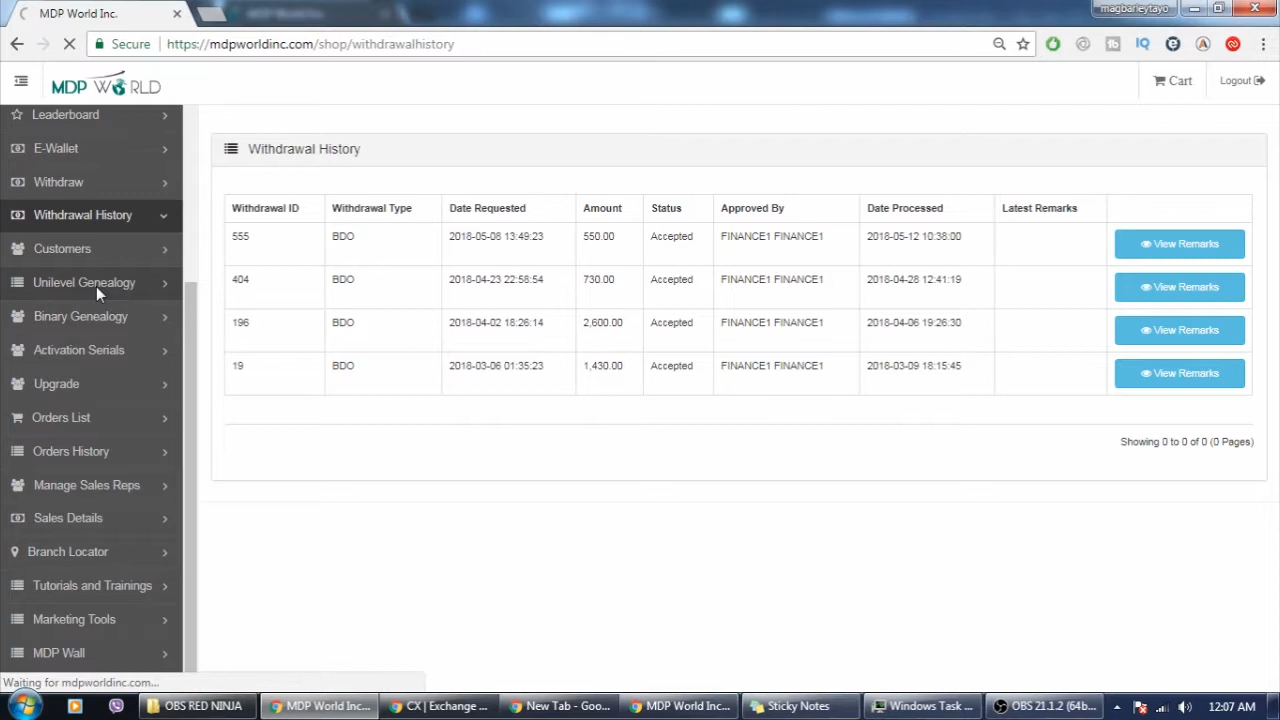 MDP World Inc.
magbarleytayo
Secure
https://mdpworldinc.com/shop/withdrawalhistory
MDP WORLD
Cart
Logout
Leaderboard
E-Wallet
Withdraw
Withdrawal History
Customers
Unilevel Genealogy
Binary Genealogy
Activation Serials
Upgrade
Orders List
Orders History
Manage Sales Reps
Sales Details
Branch Locator
Tutorials and Trainings
Marketing Tools
MDP Wall
Withdrawal History
Withdrawal ID Withdrawal Type Date Requested Amount Status Approved By Date Processed Latest Remarks
555 BDO 2018-05-08 13:49:23 550.00 Accepted FINANCE1 FINANCE1 2018-05-12 10:38:00 View Remarks
404 BDO 2018-04-23 22:58:54 730.00 Accepted FINANCE1 FINANCE1 2018-04-28 12:41:19 View Remarks
196 BDO 2018-04-02 18:26:14 2,600.00 Accepted FINANCE1 FINANCE1 2018-04-06 19:26:30 View Remarks
19 BDO 2018-03-06 01:35:23 1,430.00 Accepted FINANCE1 FINANCE1 2018-03-09 18:15:45 View Remarks
Showing 0 to 0 of 0 (0 Pages)
Waiting for mdpworldinc.com...
OBS RED NINJA
MDP World Inc...
CX | Exchange ...
New Tab - Goo...
MDP World Inc...
Sticky Notes
Windows Task ...
OBS 21.1.2 (64b...
12:07 AM